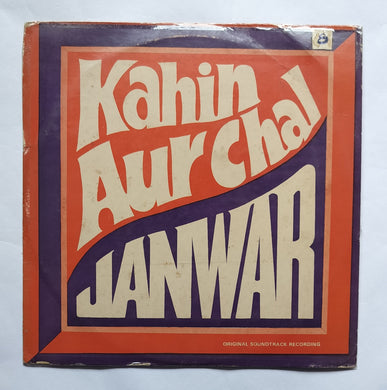 Kahin
Aur Chal
JANWAR
ORIGINAL SOUNDTRACK RECORDING